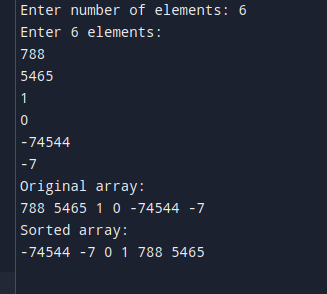 Enter number of elements: 6
Enter 6 elements:
788
5465
1
0
-74544
-7
Original array:
788 5465 1 0 -74544 -7
Sorted array:
-74544 -7 0 1 788 5465